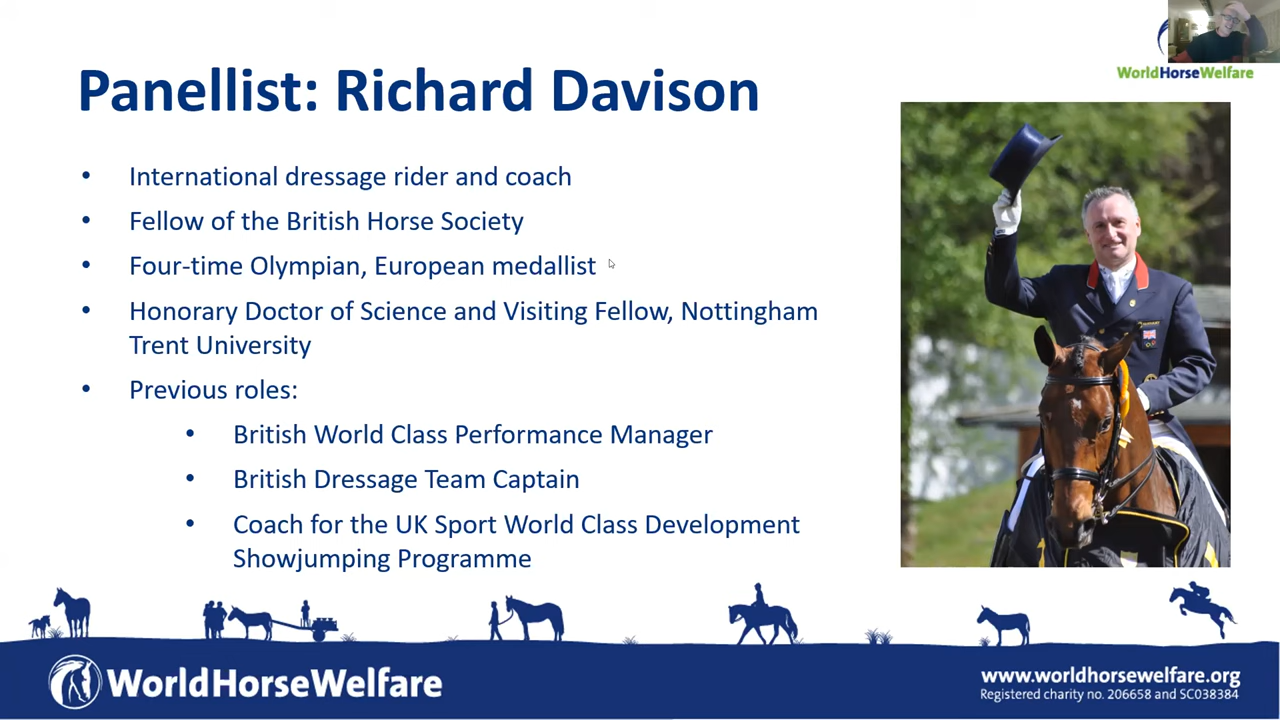 WorldHorseWelfare
Panellist: Richard Davison
• International dressage rider and coach
• Fellow of the British Horse Society
• Four-time Olympian, European medallist
• Honorary Doctor of Science and Visiting Fellow, Nottingham
Trent University
• Previous roles:
• British World Class Performance Manager
• British Dressage Team Captain
• Coach for the UK Sport World Class Development
Showjumping Programme
WorldHorseWelfare
www.worldhorsewelfare.org
Registered charity no. 206658 and SC038384